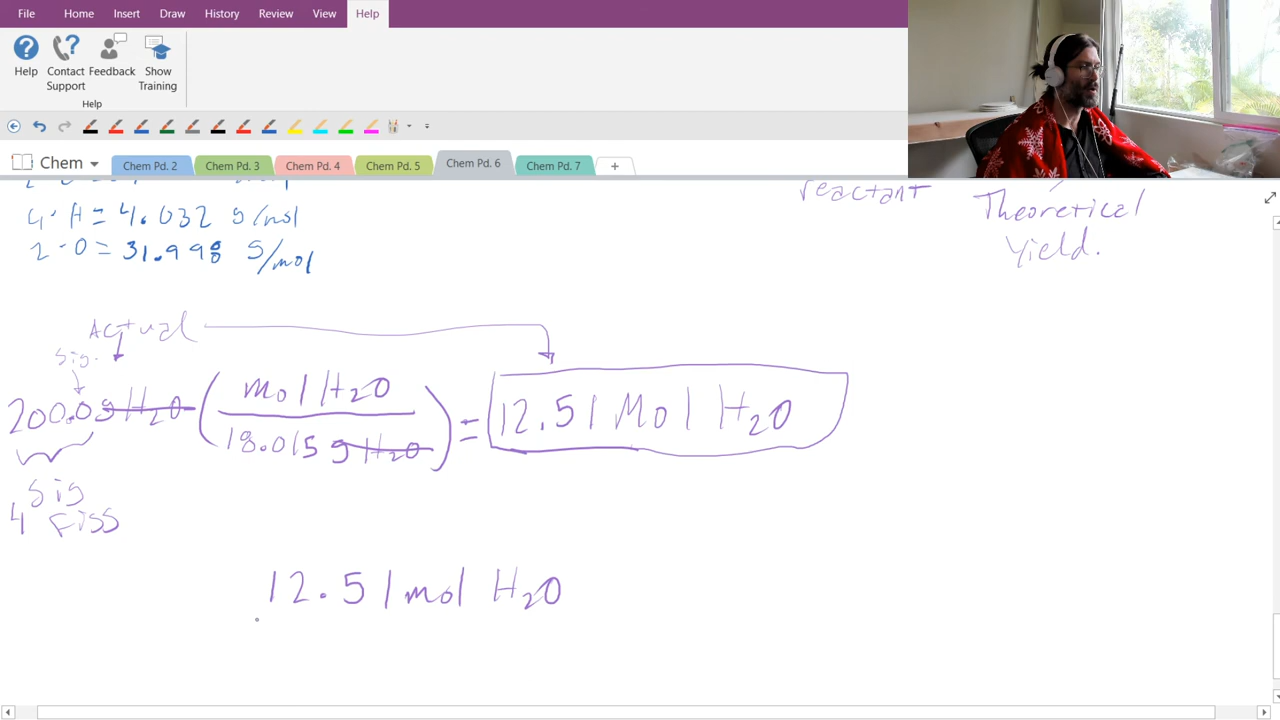 File Home Insert Draw History Review View Help
Help Contact Support Feedback Show Training
Help
Chem Chem Pd. 2 Chem Pd. 3 Chem Pd. 4 Chem Pd. 5 Chem Pd. 6 Chem Pd. 7 +
4 · H = 4.032 g/mol
2 · O = 31.998 g/mol
reactant
Theoretical
Yield.
Actual
Sig.
200.0g H2O (mol H2O / 18.015 g H2O) = 12.51 Mol H2O
4 Sig
Figs
12.51 mol H2O